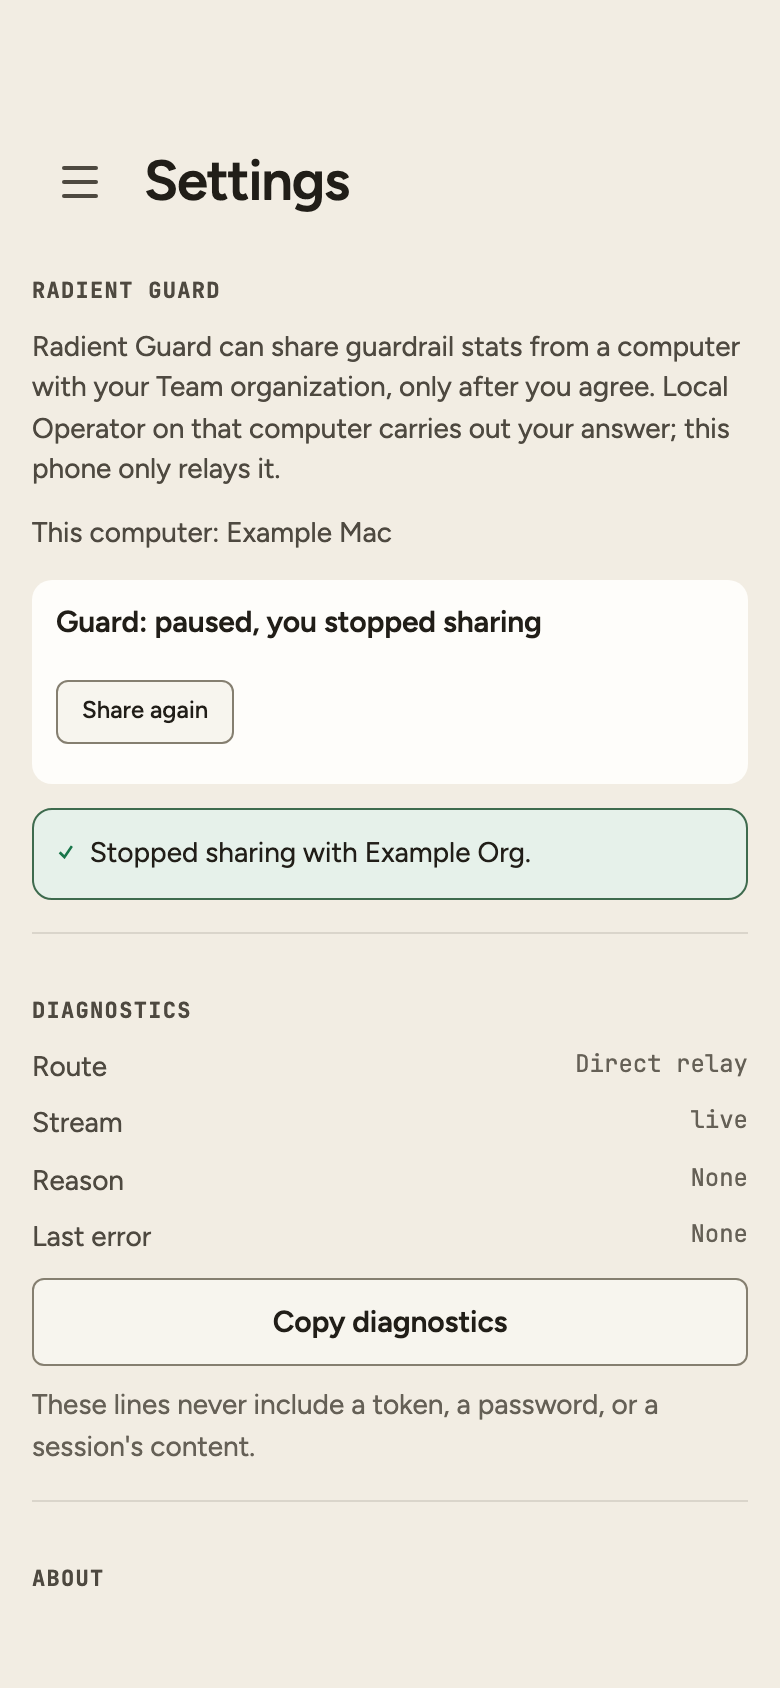 Settings
RADIENT GUARD
Radient Guard can share guardrail stats from a computer
with your Team organization, only after you agree. Local
Operator on that computer carries out your answer; this
phone only relays it.
This computer: Example Mac
Guard: paused, you stopped sharing
Share again
Stopped sharing with Example Org.
DIAGNOSTICS
Route Direct relay
Stream live
Reason None
Last error None
Copy diagnostics
These lines never include a token, a password, or a
session's content.
ABOUT